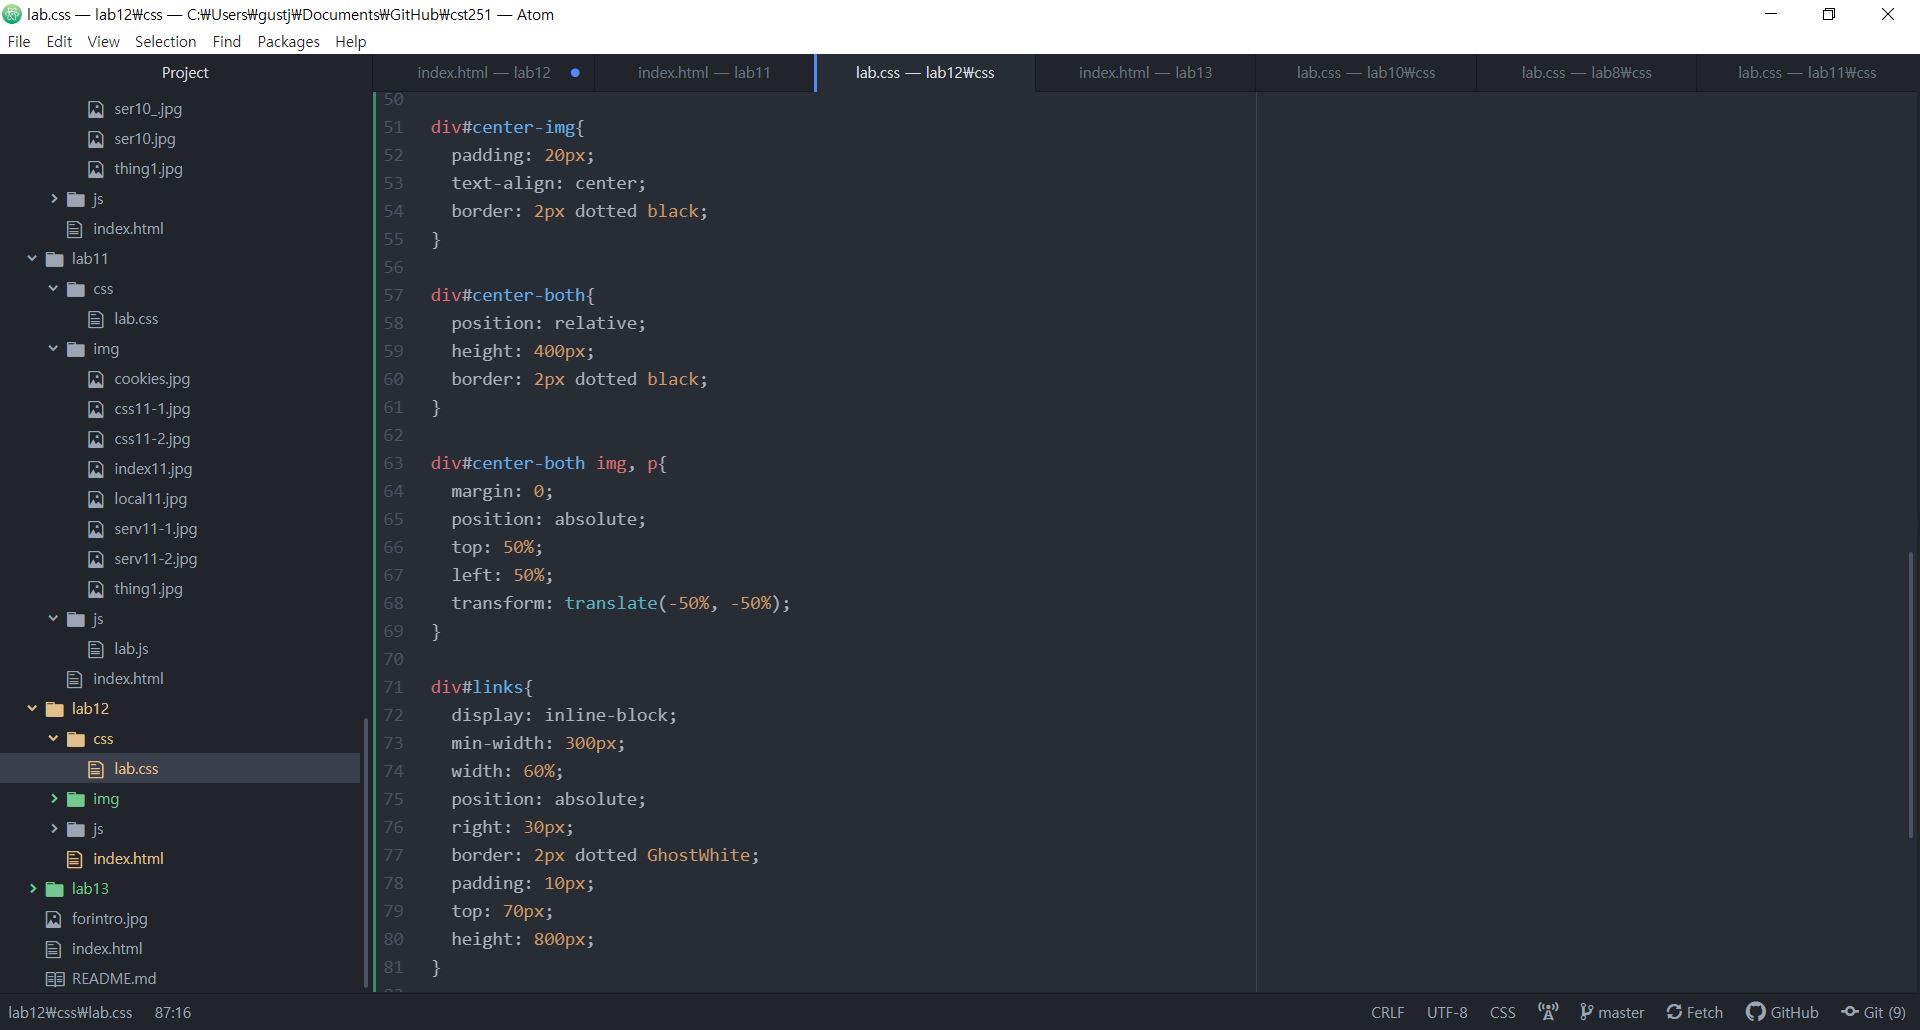 lab.css — lab12₩css — C:₩Users₩gustj₩Documents₩GitHub₩cst251 — Atom
File Edit View Selection Find Packages Help
Project
ser10_.jpg
ser10.jpg
thing1.jpg
js
index.html
lab11
css
lab.css
img
cookies.jpg
css11-1.jpg
css11-2.jpg
index11.jpg
local11.jpg
serv11-1.jpg
serv11-2.jpg
thing1.jpg
js
lab.js
index.html
lab12
css
lab.css
img
js
index.html
lab13
forintro.jpg
index.html
README.md
index.html — lab12 index.html — lab11 lab.css — lab12₩css index.html — lab13 lab.css — lab10₩css lab.css — lab8₩css lab.css — lab11₩css
50
51 div#center-img{
52 padding: 20px;
53 text-align: center;
54 border: 2px dotted black;
55 }
56
57 div#center-both{
58 position: relative;
59 height: 400px;
60 border: 2px dotted black;
61 }
62
63 div#center-both img, p{
64 margin: 0;
65 position: absolute;
66 top: 50%;
67 left: 50%;
68 transform: translate(-50%, -50%);
69 }
70
71 div#links{
72 display: inline-block;
73 min-width: 300px;
74 width: 60%;
75 position: absolute;
76 right: 30px;
77 border: 2px dotted GhostWhite;
78 padding: 10px;
79 top: 70px;
80 height: 800px;
81 }
lab12₩css₩lab.css 87:16 CRLF UTF-8 CSS master Fetch GitHub Git (9)